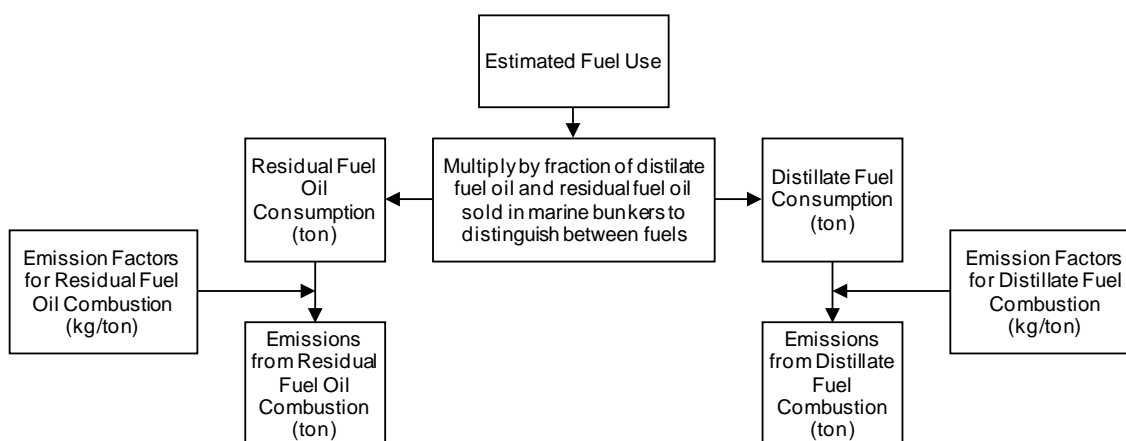 Estimated Fuel Use
Residual Fuel
Oil
Consumption
(ton)
Multiply by fraction of distilate
fuel oil and residual fuel oil
sold in marine bunkers to
distinguish between fuels
Distillate Fuel
Consumption
(ton)
Emission Factors
for Residual Fuel
Oil Combustion
(kg/ton)
Emission Factors
for Distillate Fuel
Combustion
(kg/ton)
Emissions
from Residual
Fuel Oil
Combustion
(ton)
Emissions
from Distillate
Fuel
Combustion
(ton)